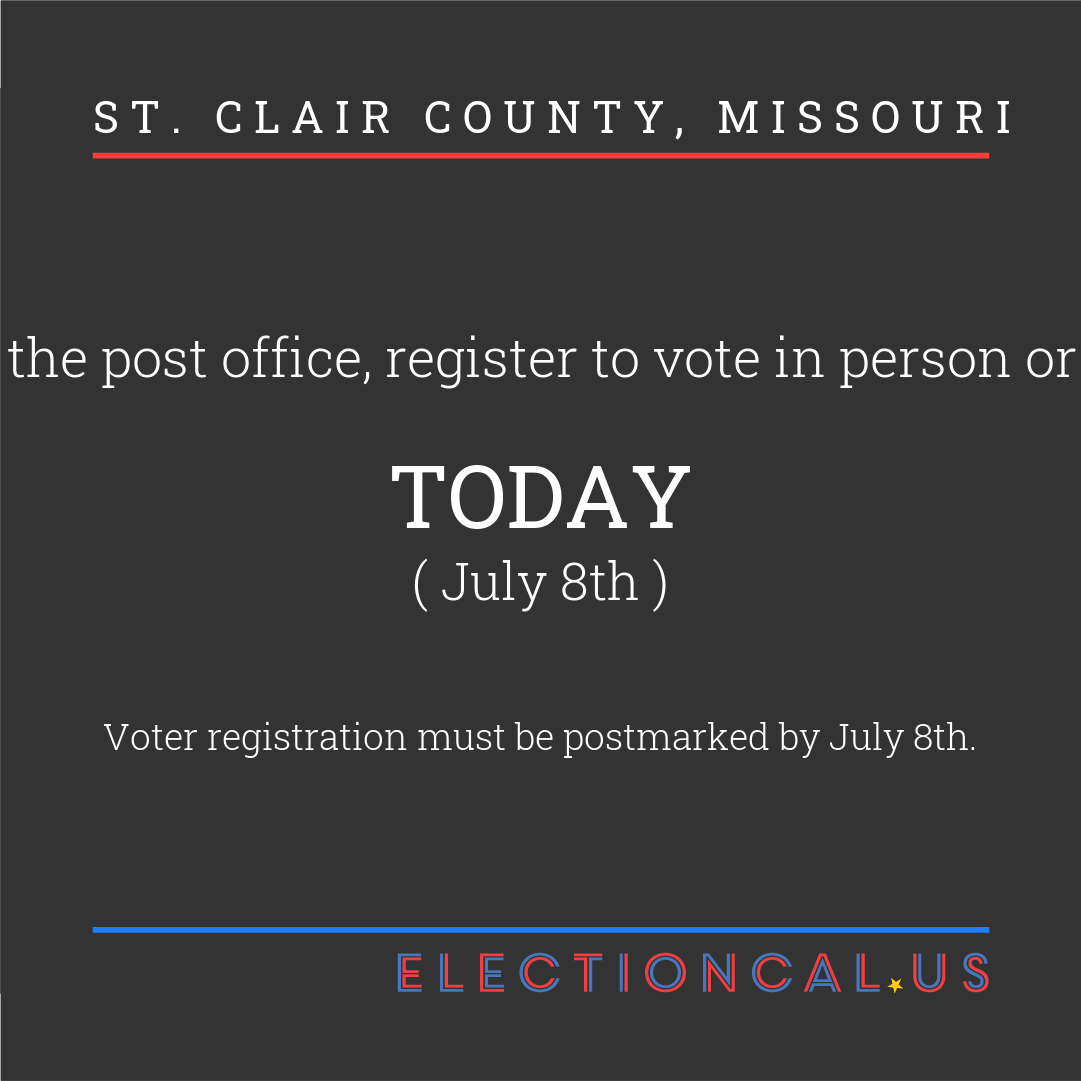 ST. CLAIR COUNTY, MISSOURI
the post office, register to vote in person or
TODAY
( July 8th )
Voter registration must be postmarked by July 8th.
ELECTIONCAL.US